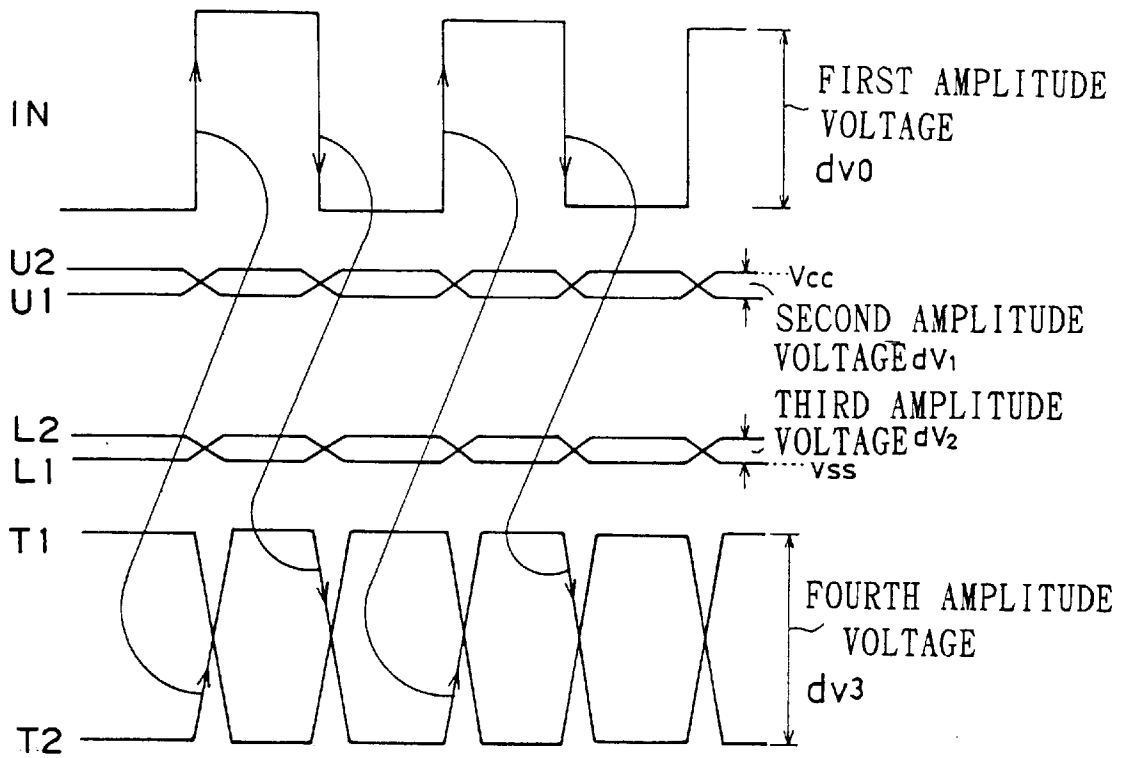 IN
FIRST AMPLITUDE
VOLTAGE
dv0
U2
U1
Vcc
SECOND AMPLITUDE
VOLTAGE dV1
L2
L1
THIRD AMPLITUDE
VOLTAGE dV2
VSS
T1
T2
FOURTH AMPLITUDE
VOLTAGE
dv3